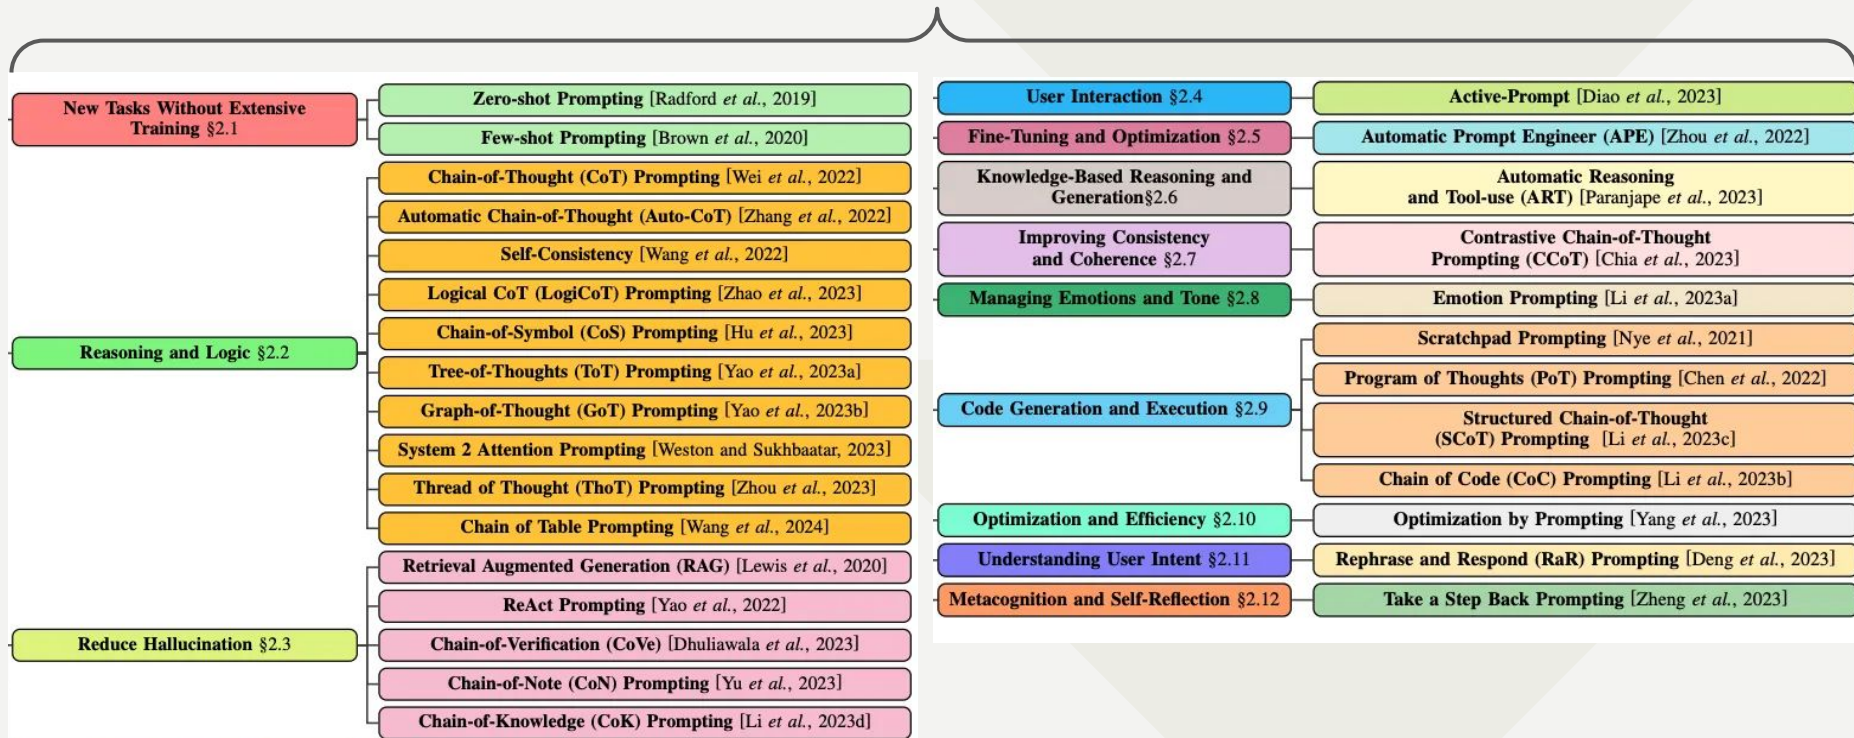 New Tasks Without Extensive
Training §2.1
Zero-shot Prompting [Radford et al., 2019]
Few-shot Prompting [Brown et al., 2020]
Reasoning and Logic §2.2
Chain-of-Thought (CoT) Prompting [Wei et al., 2022]
Automatic Chain-of-Thought (Auto-CoT) [Zhang et al., 2022]
Self-Consistency [Wang et al., 2022]
Logical CoT (LogiCoT) Prompting [Zhao et al., 2023]
Chain-of-Symbol (CoS) Prompting [Hu et al., 2023]
Tree-of-Thoughts (ToT) Prompting [Yao et al., 2023a]
Graph-of-Thought (GoT) Prompting [Yao et al., 2023b]
System 2 Attention Prompting [Weston and Sukhbaatar, 2023]
Thread of Thought (ThoT) Prompting [Zhou et al., 2023]
Chain of Table Prompting [Wang et al., 2024]
Reduce Hallucination §2.3
Retrieval Augmented Generation (RAG) [Lewis et al., 2020]
ReAct Prompting [Yao et al., 2022]
Chain-of-Verification (CoVe) [Dhuliawala et al., 2023]
Chain-of-Note (CoN) Prompting [Yu et al., 2023]
Chain-of-Knowledge (CoK) Prompting [Li et al., 2023d]
User Interaction §2.4
Active-Prompt [Diao et al., 2023]
Fine-Tuning and Optimization §2.5
Automatic Prompt Engineer (APE) [Zhou et al., 2022]
Knowledge-Based Reasoning and
Generation§2.6
Automatic Reasoning
and Tool-use (ART) [Paranjape et al., 2023]
Improving Consistency
and Coherence §2.7
Contrastive Chain-of-Thought
Prompting (CCoT) [Chia et al., 2023]
Managing Emotions and Tone §2.8
Emotion Prompting [Li et al., 2023a]
Code Generation and Execution §2.9
Scratchpad Prompting [Nye et al., 2021]
Program of Thoughts (PoT) Prompting [Chen et al., 2022]
Structured Chain-of-Thought
(SCoT) Prompting [Li et al., 2023c]
Chain of Code (CoC) Prompting [Li et al., 2023b]
Optimization and Efficiency §2.10
Optimization by Prompting [Yang et al., 2023]
Understanding User Intent §2.11
Rephrase and Respond (RaR) Prompting [Deng et al., 2023]
Metacognition and Self-Reflection §2.12
Take a Step Back Prompting [Zheng et al., 2023]